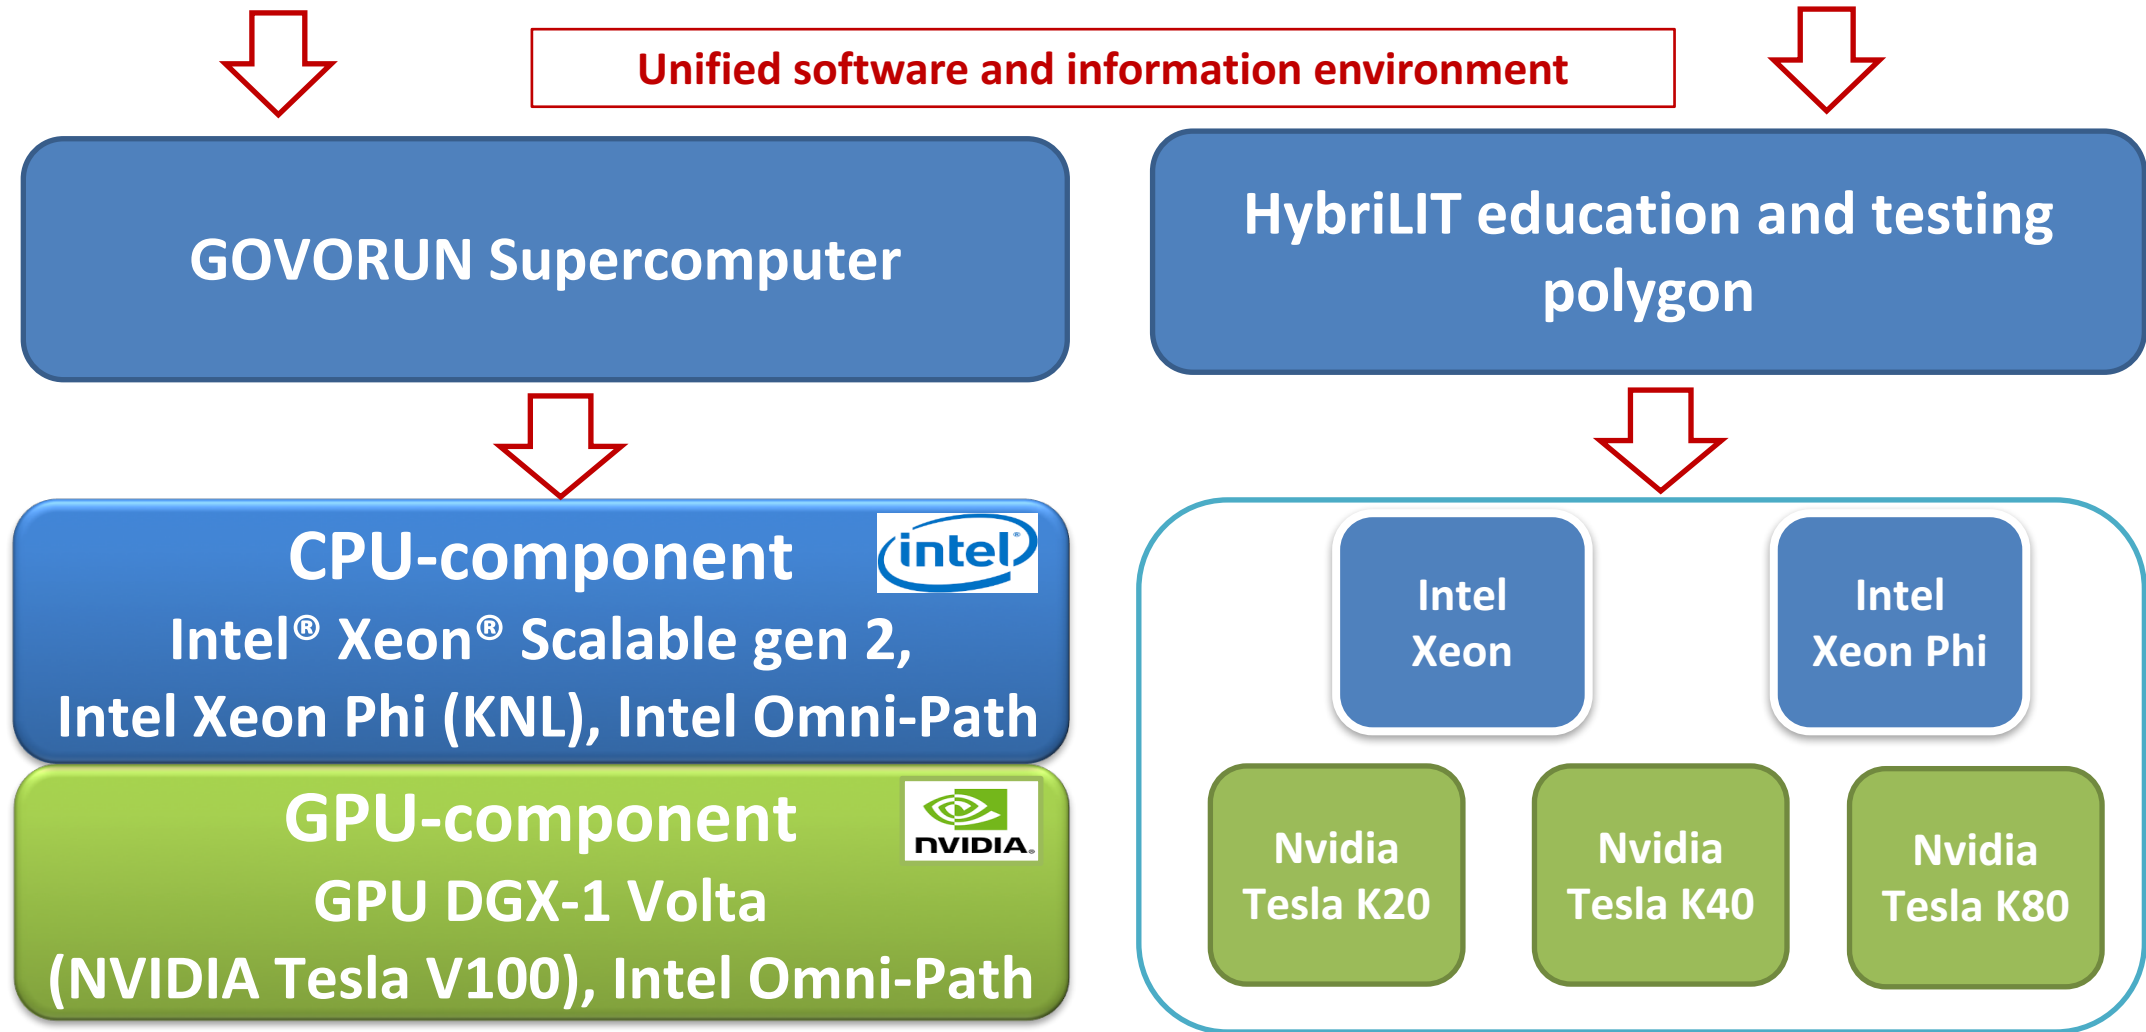 Unified software and information environment
GOVORUN Supercomputer
HybriLIT education and testing
polygon
CPU-component
intel®
Intel® Xeon® Scalable gen 2,
Intel Xeon Phi (KNL), Intel Omni-Path
GPU-component
NVIDIA®
GPU DGX-1 Volta
(NVIDIA Tesla V100), Intel Omni-Path
Intel
Xeon
Intel
Xeon Phi
Nvidia
Tesla K20
Nvidia
Tesla K40
Nvidia
Tesla K80